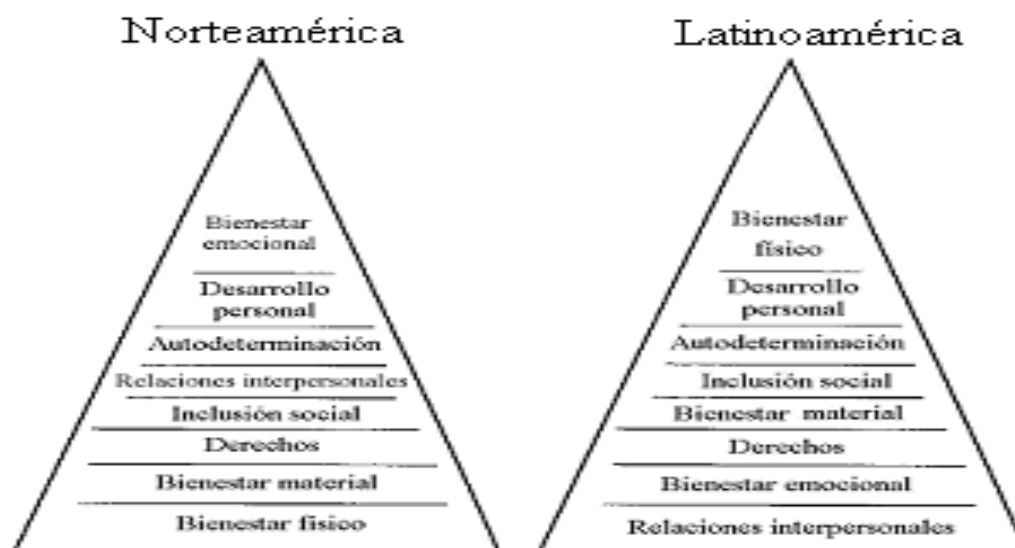 Norteamérica
Bienestar
emocional
Desarrollo
personal
Autodeterminación
Relaciones interpersonales
Inclusión social
Derechos
Bienestar material
Bienestar físico
Latinoamérica
Bienestar
físico
Desarrollo
personal
Autodeterminación
Inclusión social
Bienestar material
Derechos
Bienestar emocional
Relaciones interpersonales